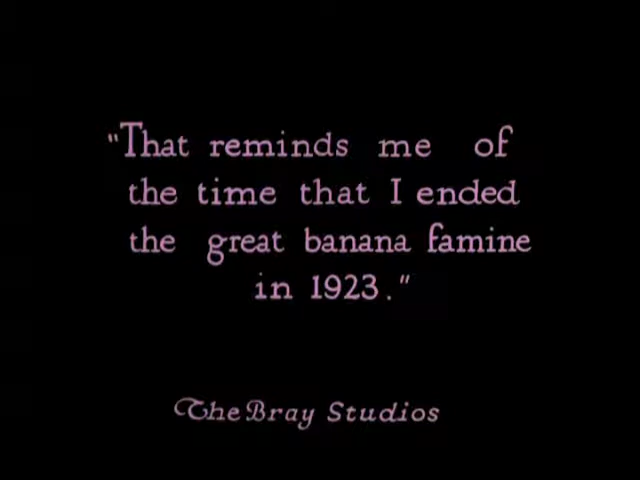 "That reminds me of
the time that I ended
the great banana famine
in 1923."
The Bray Studios